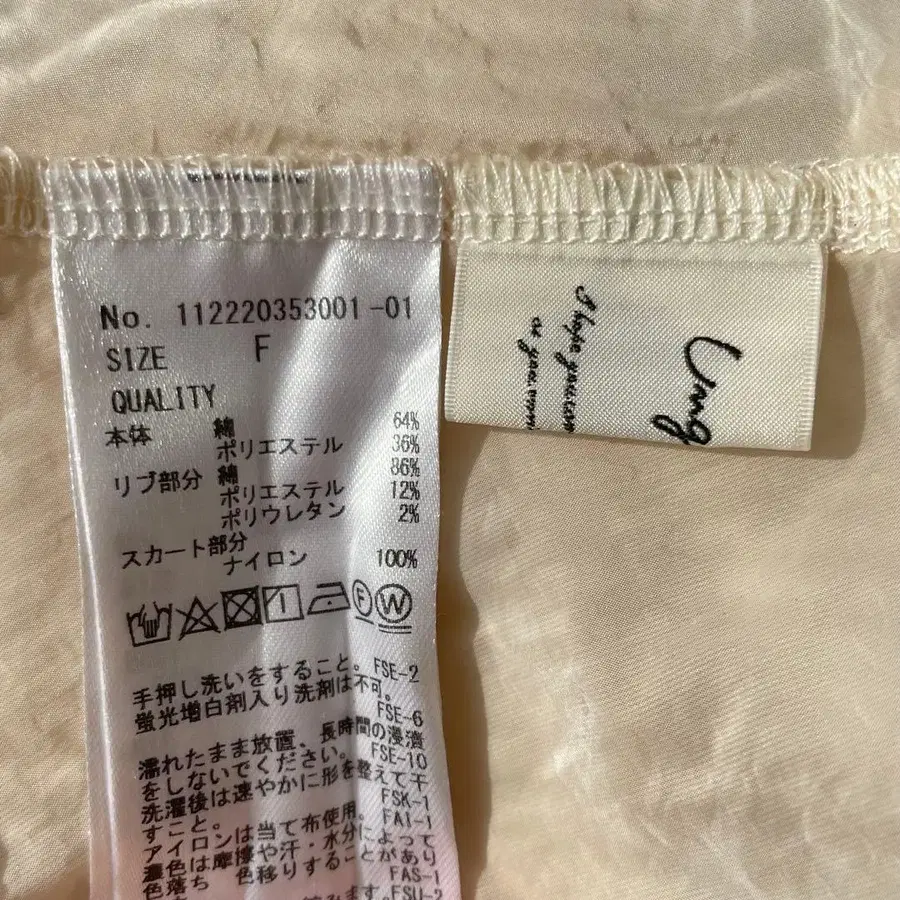 No. 112220353001-01
SIZE F
QUALITY
本体 綿 64%
ポリエステル 36%
リブ部分 綿 86%
ポリエステル 12%
ポリウレタン 2%
スカート部分
ナイロン 100%
F W
手押し洗いをすること。FSE-2
蛍光増白剤入り洗剤は不可。
FSE-6
濡れたまま放置、長時間の浸漬
をしないでください。FSE-10
洗濯後は速やかに形を整えて干
すこと。FSK-1
アイロンは当て布使用。FAI-1
濃色は摩擦や汗・水分によって
色落ち 色移りすることがあり
FAS-1
ます。FSU-2
I hope you
Ung